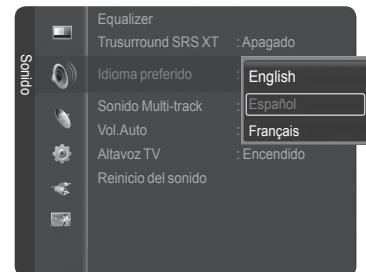 Sonido
Equalizer
Trusurround SRS XT : Apagado
Idioma preferido :
English
Español
Français
Sonido Multi-track :
Vol.Auto :
Altavoz TV : Encendido
Reinicio del sonido